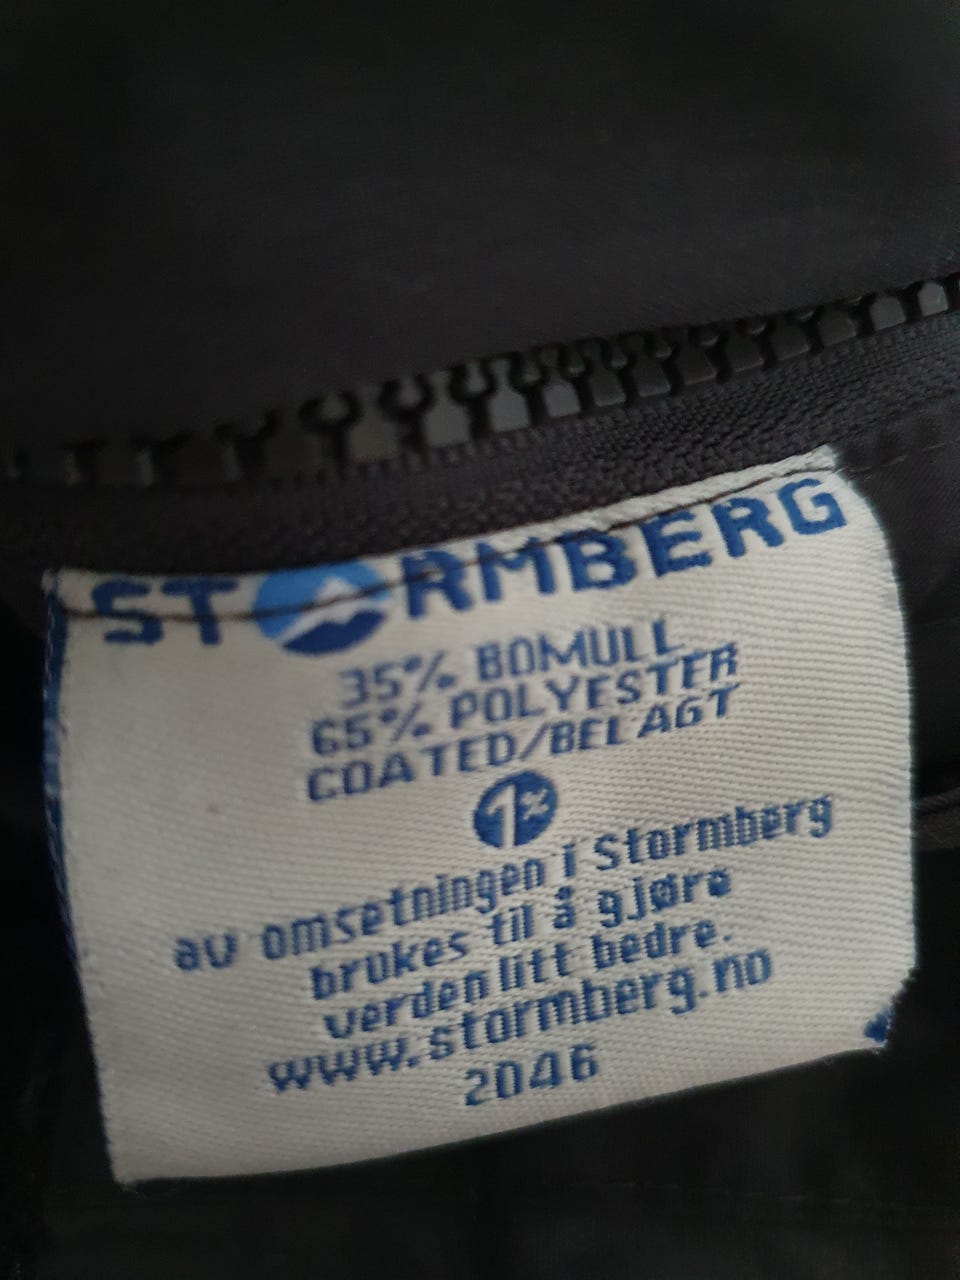 STORMBERG
35% BOMULL
65% POLYESTER
COATED/BELAGT
1%
av omsetningen i Stormberg
brukes til å gjøre
verden litt bedre.
www.stormberg.no
2046